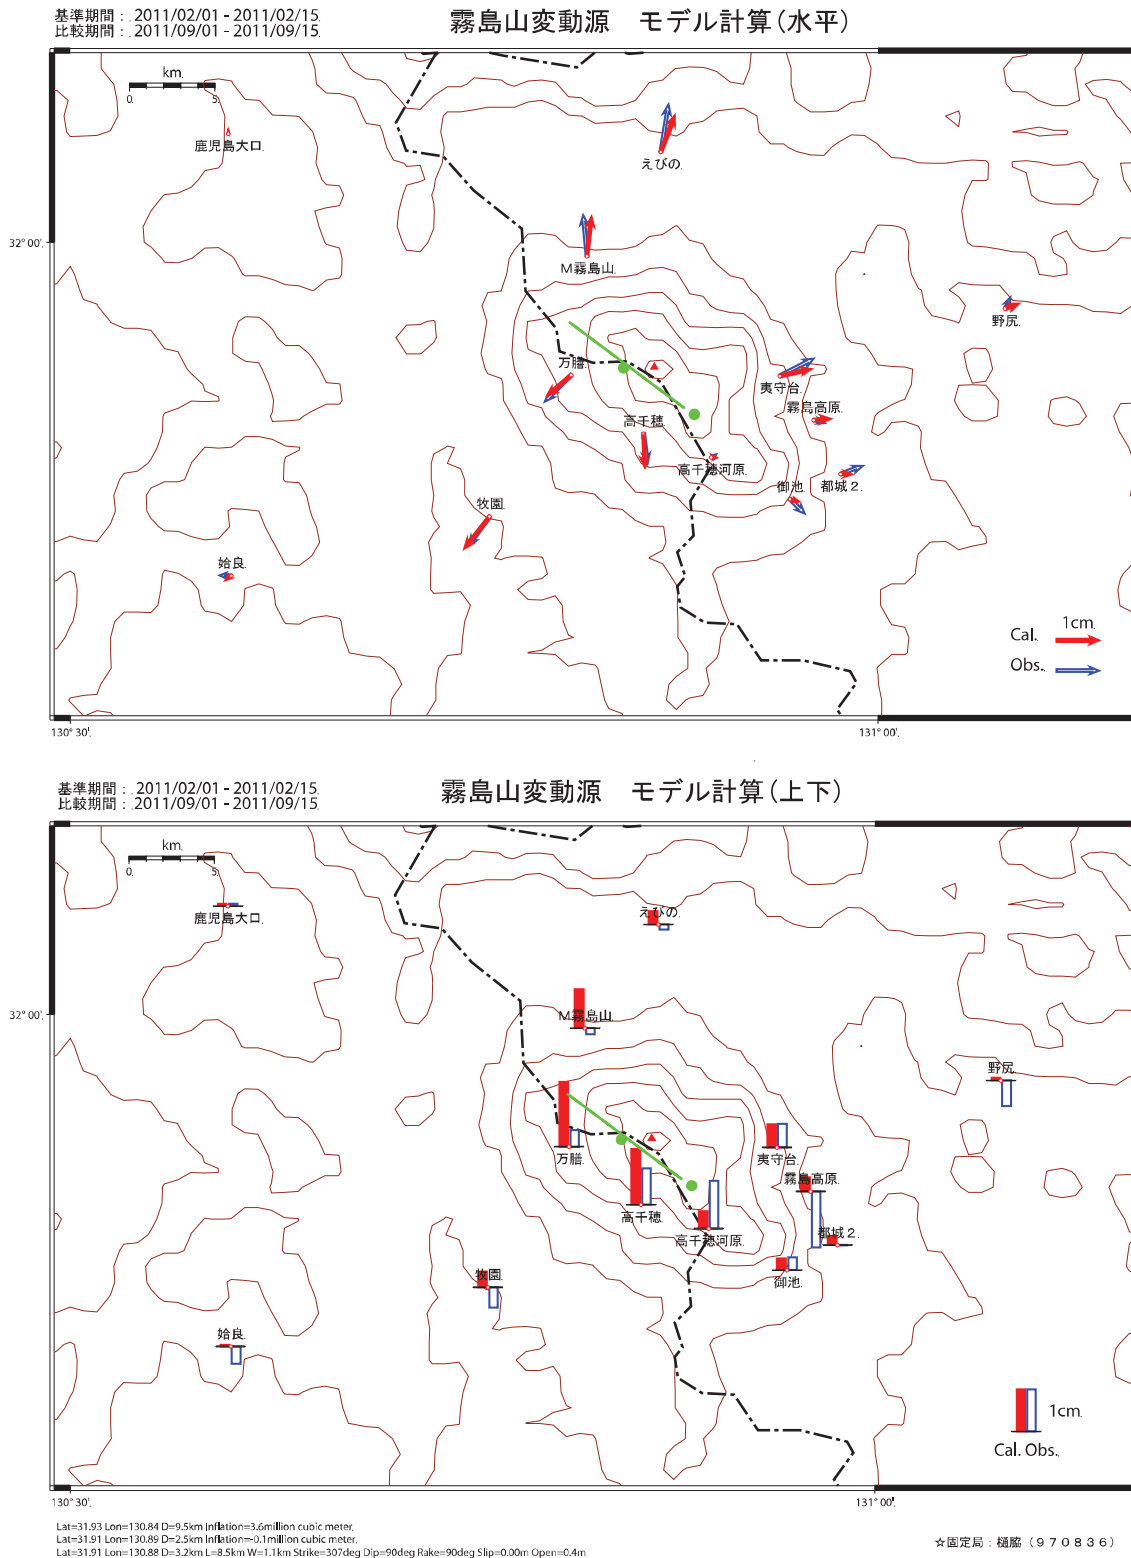 基準期間：2011/02/01 - 2011/02/15
比較期間：2011/09/01 - 2011/09/15
霧島山変動源　モデル計算（水平）
km.
0. 5.
鹿児島大口.
えびの.
32° 00'.
M霧島山.
野尻.
万膳.
夷守台.
霧島高原.
高千穂.
高千穂河原.
御池.
都城２.
牧園.
姶良.
1cm.
Cal.
Obs.
130° 30'.
131° 00'.
基準期間：2011/02/01 - 2011/02/15
比較期間：2011/09/01 - 2011/09/15
霧島山変動源　モデル計算（上下）
km.
0. 5.
鹿児島大口.
えびの.
32° 00'.
M霧島山
野尻.
万膳.
夷守台.
霧島高原.
高千穂.
高千穂河原.
都城２.
御池.
牧園.
姶良.
1cm.
Cal. Obs.
130° 30'.
131° 00'.
Lat=31.93 Lon=130.84 D=9.5km Inflation=3.6million cubic meter.
Lat=31.91 Lon=130.89 D=2.5km Inflation=-0.1million cubic meter.
Lat=31.91 Lon=130.88 D=3.2km L=8.5km W=1.1km Strike=307deg Dip=90deg Rake=90deg Slip=0.00m Open=0.4m
☆固定局：樋脇（９７０８３６）